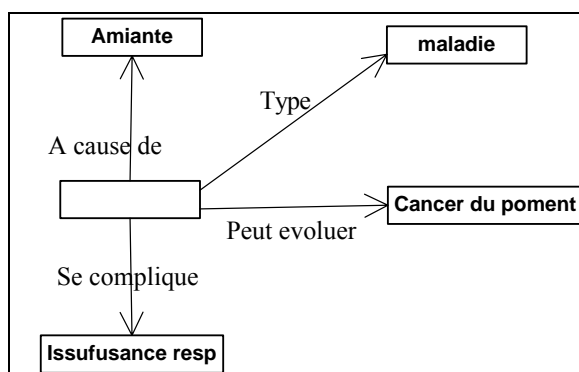 Amiante
maladie
Type
A cause de
Cancer du poment
Peut evoluer
Se complique
Issufusance resp